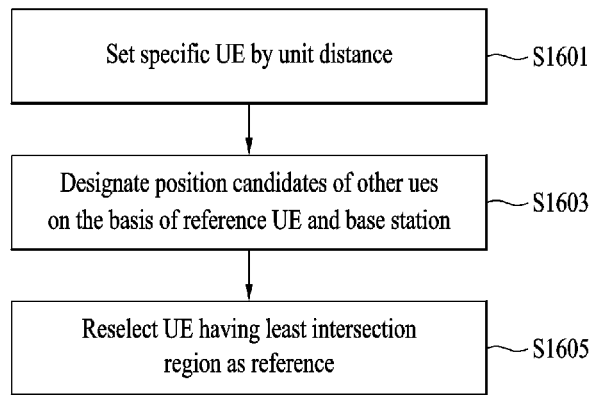 Set specific UE by unit distance
S1601
Designate position candidates of other ues
on the basis of reference UE and base station
S1603
Reselect UE having least intersection
region as reference
S1605